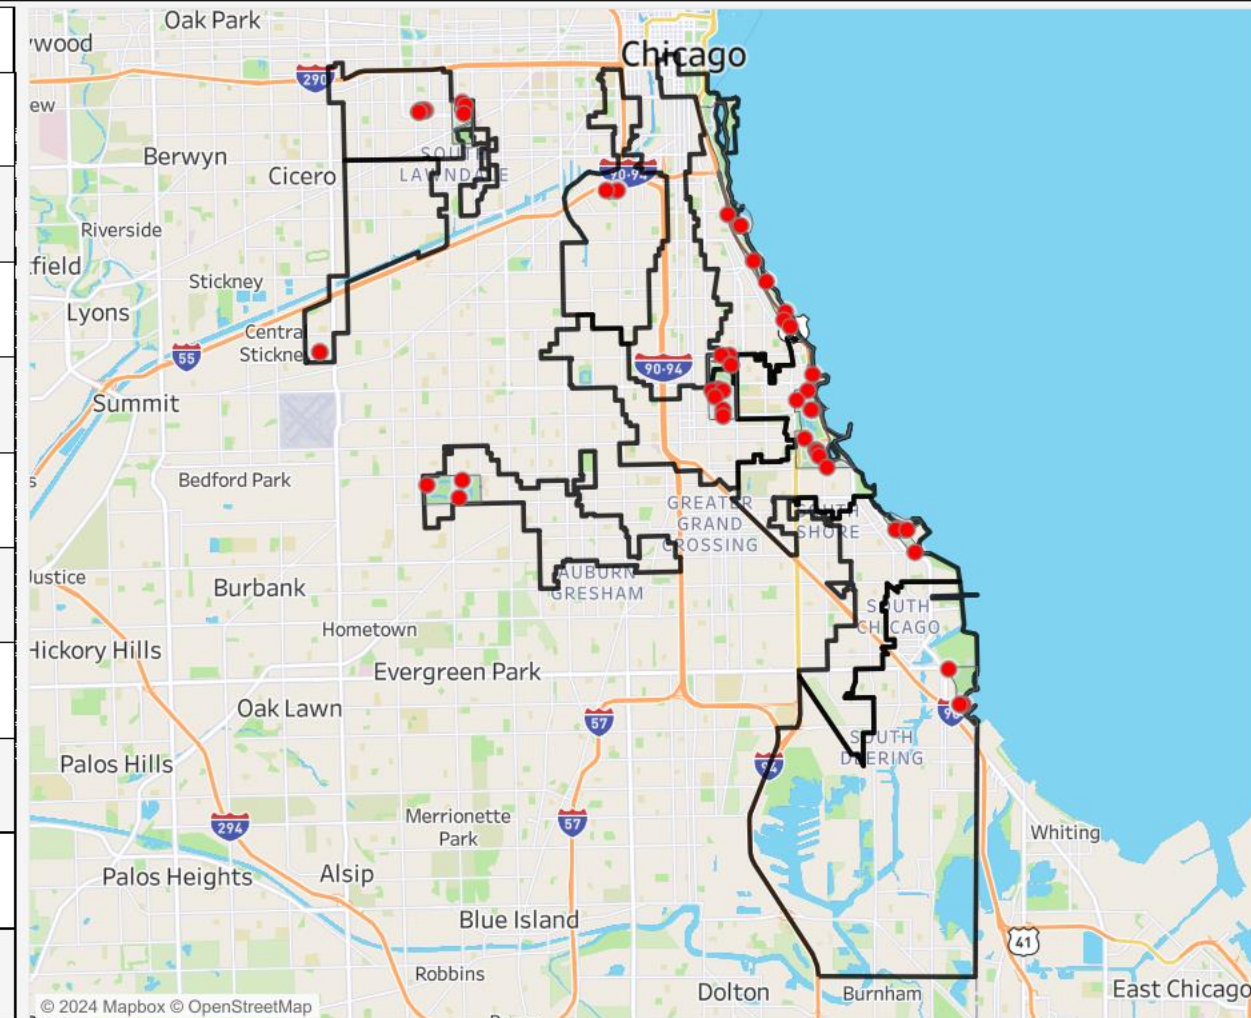 Oak Park
ywood
Chicago
290
ew
Berwyn
SOUTH
LAWNDALE
Cicero
90-94
Riverside
field
Stickney
Lyons
Central
Stickne
55
90-94
Summit
Bedford Park
GREATER
GRAND
CROSSING
SOUTH
SHORE
Justice
AUBURN
GRESHAM
Burbank
SOUTH
CHICAGO
Hometown
Hickory Hills
Evergreen Park
Oak Lawn
57
90
SOUTH
DEERING
Palos Hills
94
Merrionette
Park
294
57
Whiting
Palos Heights
Alsip
Blue Island
41
Robbins
Dolton
Burnham
East Chicago
© 2024 Mapbox © OpenStreetMap